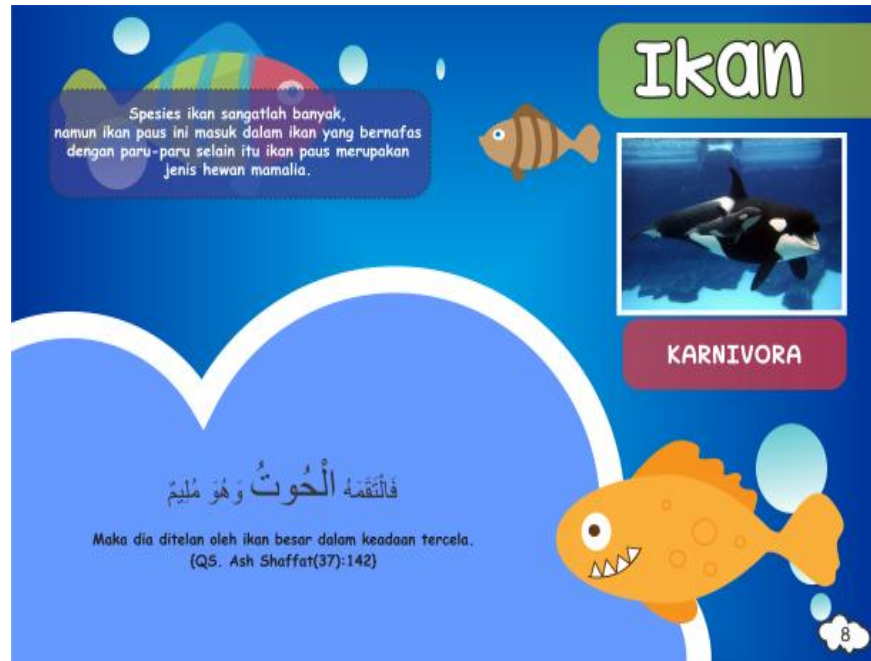 Ikan
Spesies ikan sangatlah banyak,
namun ikan paus ini masuk dalam ikan yang bernafas
dengan paru-paru selain itu ikan paus merupakan
jenis hewan mamalia.
KARNIVORA
فَالْتَقَمَهُ الْحُوتُ وَهُوَ مُلِيمٌ
Maka dia ditelan oleh ikan besar dalam keadaan tercela.
{QS. Ash Shaffat(37):142}
8